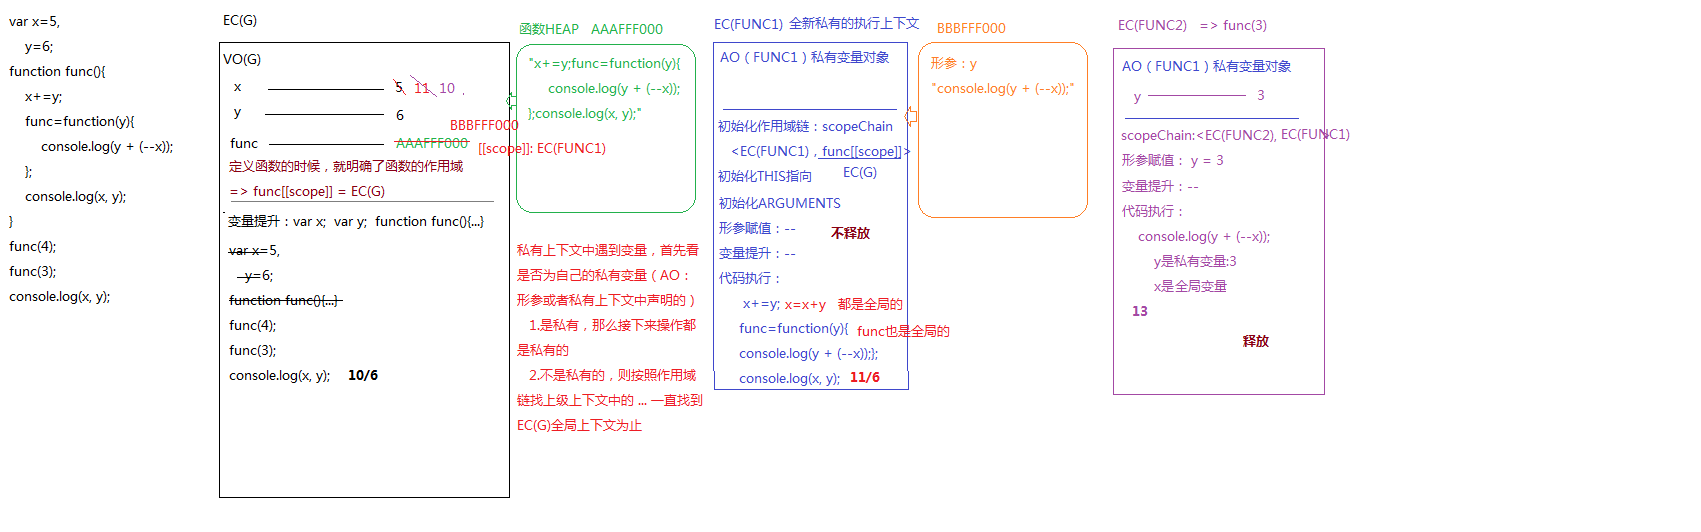 var x=5,
y=6;
function func(){
x+=y;
func=function(y){
console.log(y + (--x));
};
console.log(x, y);
}
func(4);
func(3);
console.log(x, y);
EC(G)
VO(G)
x 5 11 10 .
y 6
func AAAFFF000
BBBFFF000
定义函数的时候，就明确了函数的作用域
=> func[[scope]] = EC(G)
变量提升：var x; var y; function func(){...}
var x=5,
y=6;
function func(){...}
func(4);
func(3);
console.log(x, y); 10/6
函数HEAP AAAFFF000
"x+=y;func=function(y){
console.log(y + (--x));
};console.log(x, y);"
[[scope]]: EC(FUNC1)
私有上下文中遇到变量，首先看
是否为自己的私有变量（AO：
形参或者私有上下文中声明的）
1.是私有，那么接下来操作都
是私有的
2.不是私有的，则按照作用域
链找上级上下文中的 ... 一直找到
EC(G)全局上下文为止
EC(FUNC1) 全新私有的执行上下文
AO（FUNC1）私有变量对象
初始化作用域链：scopeChain
<EC(FUNC1)，func[[scope]]>
EC(G)
初始化THIS指向
初始化ARGUMENTS
形参赋值：--
不释放
变量提升：--
代码执行：
x+=y; x=x+y 都是全局的
func=function(y){ func也是全局的
console.log(y + (--x));};
console.log(x, y); 11/6
BBBFFF000
形参：y
"console.log(y + (--x));"
EC(FUNC2) => func(3)
AO（FUNC1）私有变量对象
y 3
scopeChain:<EC(FUNC2), EC(FUNC1)>
形参赋值： y = 3
变量提升：--
代码执行：
console.log(y + (--x));
y是私有变量:3
x是全局变量
13
释放